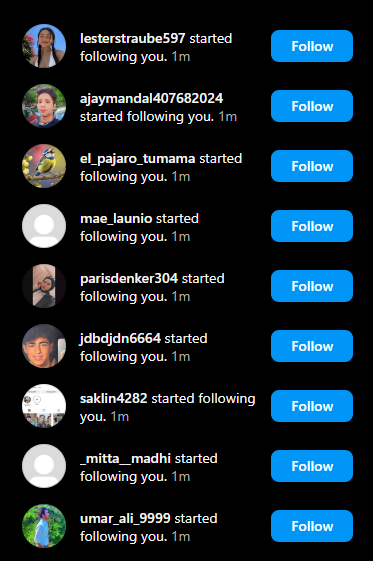 lesterstraube597 started
following you. 1m
Follow
ajaymandal407682024
started following you. 1m
Follow
el_pajaro_tumama started
following you. 1m
Follow
mae_launio started
following you. 1m
Follow
parisdenker304 started
following you. 1m
Follow
jdbdjdn6664 started
following you. 1m
Follow
saklin4282 started following
you. 1m
Follow
_mitta__madhi started
following you. 1m
Follow
umar_ali_9999 started
following you. 1m
Follow